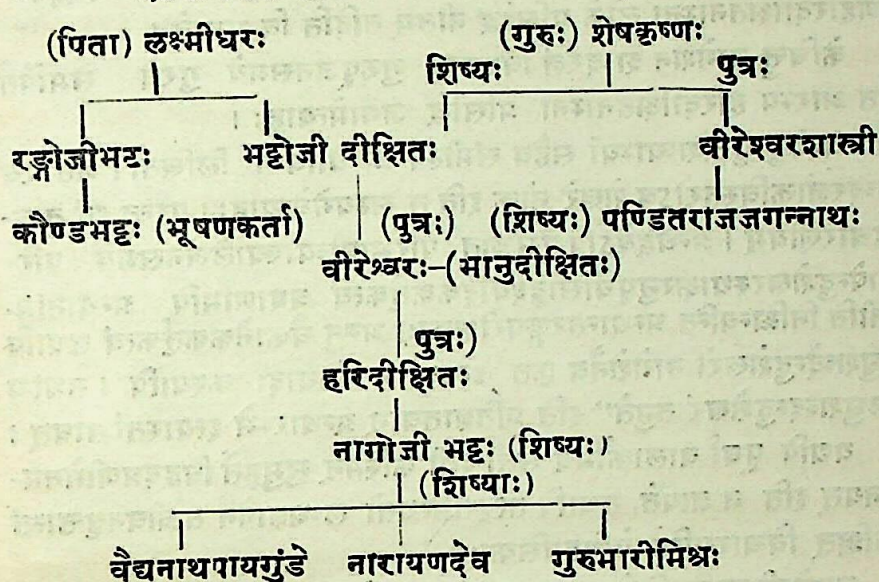 (पिता) लक्ष्मीधरः (गुरुः) शेषकृष्णः
शिष्यः पुत्रः
रङ्गोजीभटः भट्टोजी दीक्षितः वीरेश्वरशास्त्री
कौण्डभट्टः (भूषणकर्ता) (पुत्रः) (शिष्यः) पण्डितराजजगन्नाथः
वीरेश्वरः-(भानुदीक्षितः)
पुत्रः)
हरिदीक्षितः
नागोजी भट्टः (शिष्यः)
(शिष्याः)
वैद्यनाथपायगुंडे नारायणदेव गुरुभारीमिश्रः